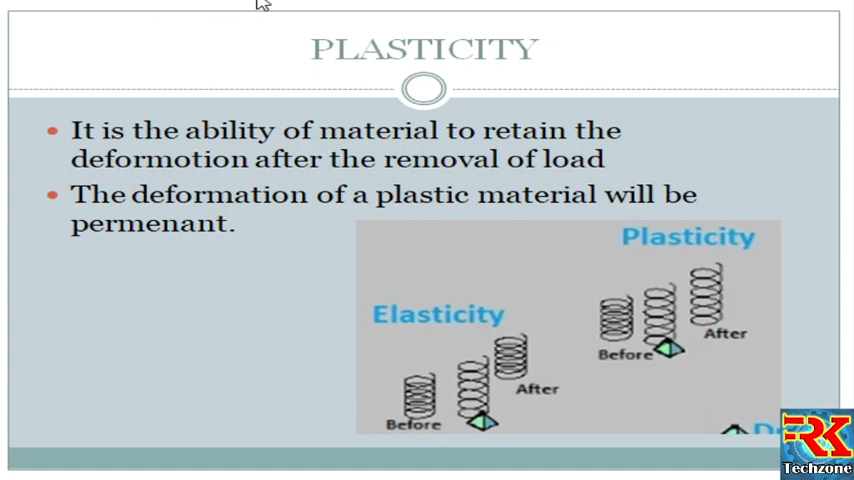 PLASTICITY
It is the ability of material to retain the
deformotion after the removal of load
The deformation of a plastic material will be
permenant.
Plasticity
Elasticity
Before
After
After
Before
RK
Techzone